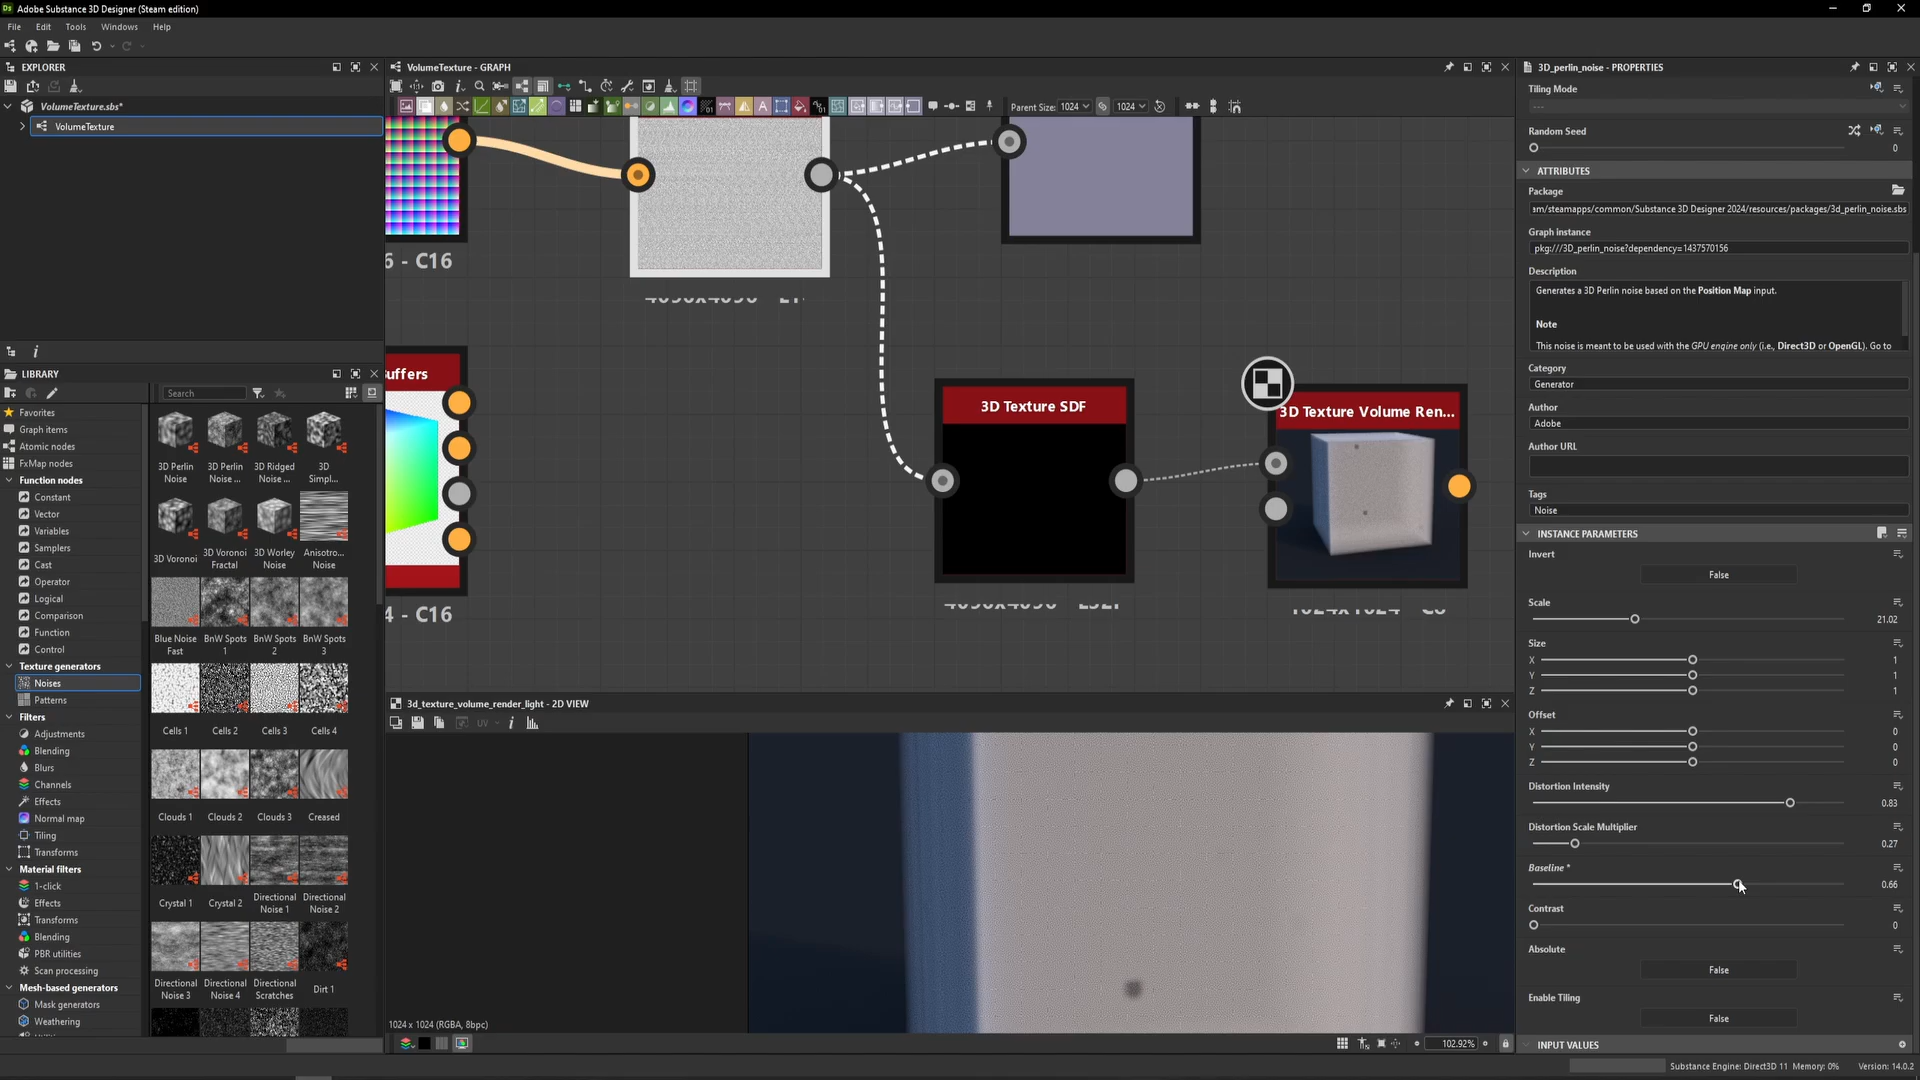 Adobe Substance 3D Designer (Steam edition)
File Edit Tools Windows Help
EXPLORER
VolumeTexture.sbs*
VolumeTexture
LIBRARY
Search
Favorites
Graph items
Atomic nodes
FxMap nodes
Function nodes
Constant
Vector
Variables
Samplers
Cast
Operator
Logical
Comparison
Function
Control
Texture generators
Noises
Patterns
Filters
Adjustments
Blending
Blurs
Channels
Effects
Normal map
Tiling
Transforms
Material filters
1-click
Effects
Transforms
Blending
PBR utilities
Scan processing
Mesh-based generators
Mask generators
Weathering
3D Perlin Noise
3D Perlin Noise ...
3D Ridged Noise ...
3D Simpl...
3D Voronoi
3D Voronoi Fractal
3D Worley Noise
Anisotro... Noise
Blue Noise Fast
BnW Spots 1
BnW Spots 2
BnW Spots 3
Cells 1
Cells 2
Cells 3
Cells 4
Clouds 1
Clouds 2
Clouds 3
Creased
Crystal 1
Crystal 2
Directional Noise 1
Directional Noise 2
Directional Noise 3
Directional Noise 4
Directional Scratches
Dirt 1
VolumeTexture - GRAPH
Parent Size: 1024 1024
6 - C16
uffers
4 - C16
3D Texture SDF
3D Texture Volume Ren...
3d_texture_volume_render_light - 2D VIEW
UV
1024 x 1024 (RGBA, 8bpc)
102.92%
3D_perlin_noise - PROPERTIES
Tiling Mode
---
Random Seed
0
ATTRIBUTES
Package
am/steamapps/common/Substance 3D Designer 2024/resources/packages/3d_perlin_noise.sbs
Graph instance
pkg:///3D_perlin_noise?dependency=1437570156
Description
Generates a 3D Perlin noise based on the Position Map input.
Note
This noise is meant to be used with the GPU engine only (i.e., Direct3D or OpenGL). Go to
Category
Generator
Author
Adobe
Author URL
Tags
Noise
INSTANCE PARAMETERS
Invert
False
Scale
21.02
Size
X 1
Y 1
Z 1
Offset
X 0
Y 0
Z 0
Distortion Intensity
0.83
Distortion Scale Multiplier
0.27
Baseline *
0.66
Contrast
0
Absolute
False
Enable Tiling
False
INPUT VALUES
Substance Engine: Direct3D 11 Memory: 0% Version: 14.0.2